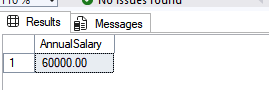 110 % No issues found
Results Messages
AnnualSalary
1 60000.00